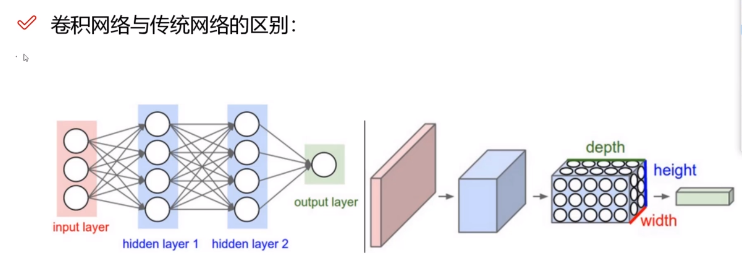 卷积网络与传统网络的区别：
input layer
hidden layer 1
hidden layer 2
output layer
depth
height
width